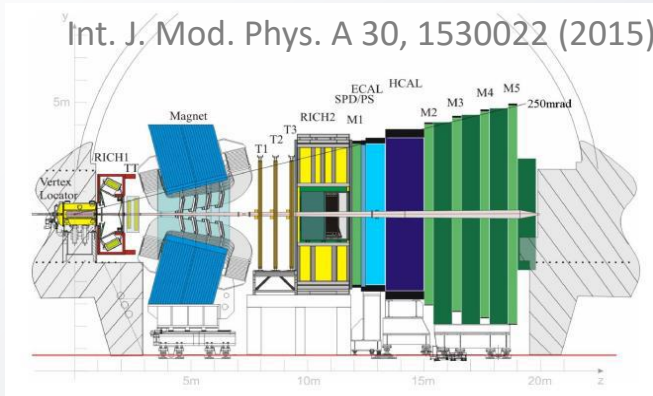 Int. J. Mod. Phys. A 30, 1530022 (2015)
y
5m
Magnet
RICH1
TT
Vertex
Locator
T1
T2
T3
RICH2
SPD/PS
ECAL
HCAL
M1
M2
M3
M4
M5
250mrad
5m
10m
15m
20m
z